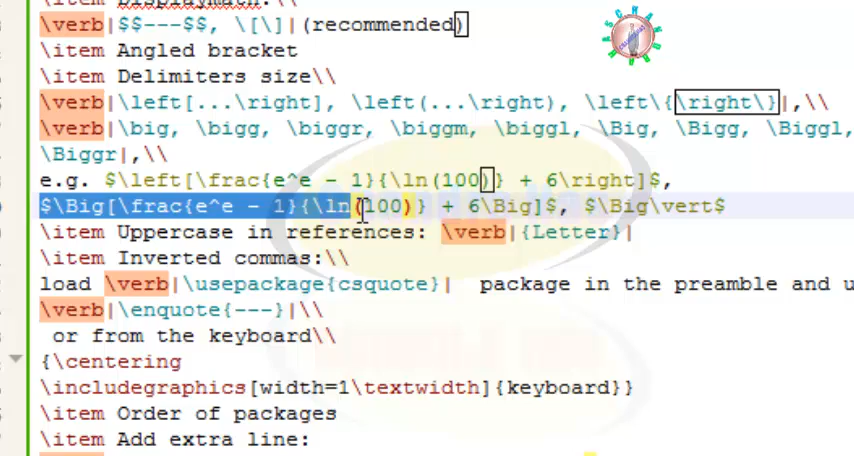 \item Displaymath:\\
\verb|$$---$$, \[\]|(recommended)
\item Angled bracket
\item Delimiters size\\
\verb|\left[...\right], \left(...\right), \left\{\right\}|,\\
\verb|\big, \bigg, \biggr, \biggm, \biggl, \Big, \Bigg, \Biggl,
\Biggr|,\\
e.g. $\left[\frac{e^e - 1}{\ln(100)} + 6\right]$,
$\Big[\frac{e^e - 1}{\ln(100)} + 6\Big]$, $\Big\vert$
\item Uppercase in references: \verb|{Letter}|
\item Inverted commas:\\
load \verb|\usepackage{csquote}|  package in the preamble and u
\verb|\enquote{---}|\\
 or from the keyboard\\
{\centering
\includegraphics[width=1\textwidth]{keyboard}}
\item Order of packages
\item Add extra line: